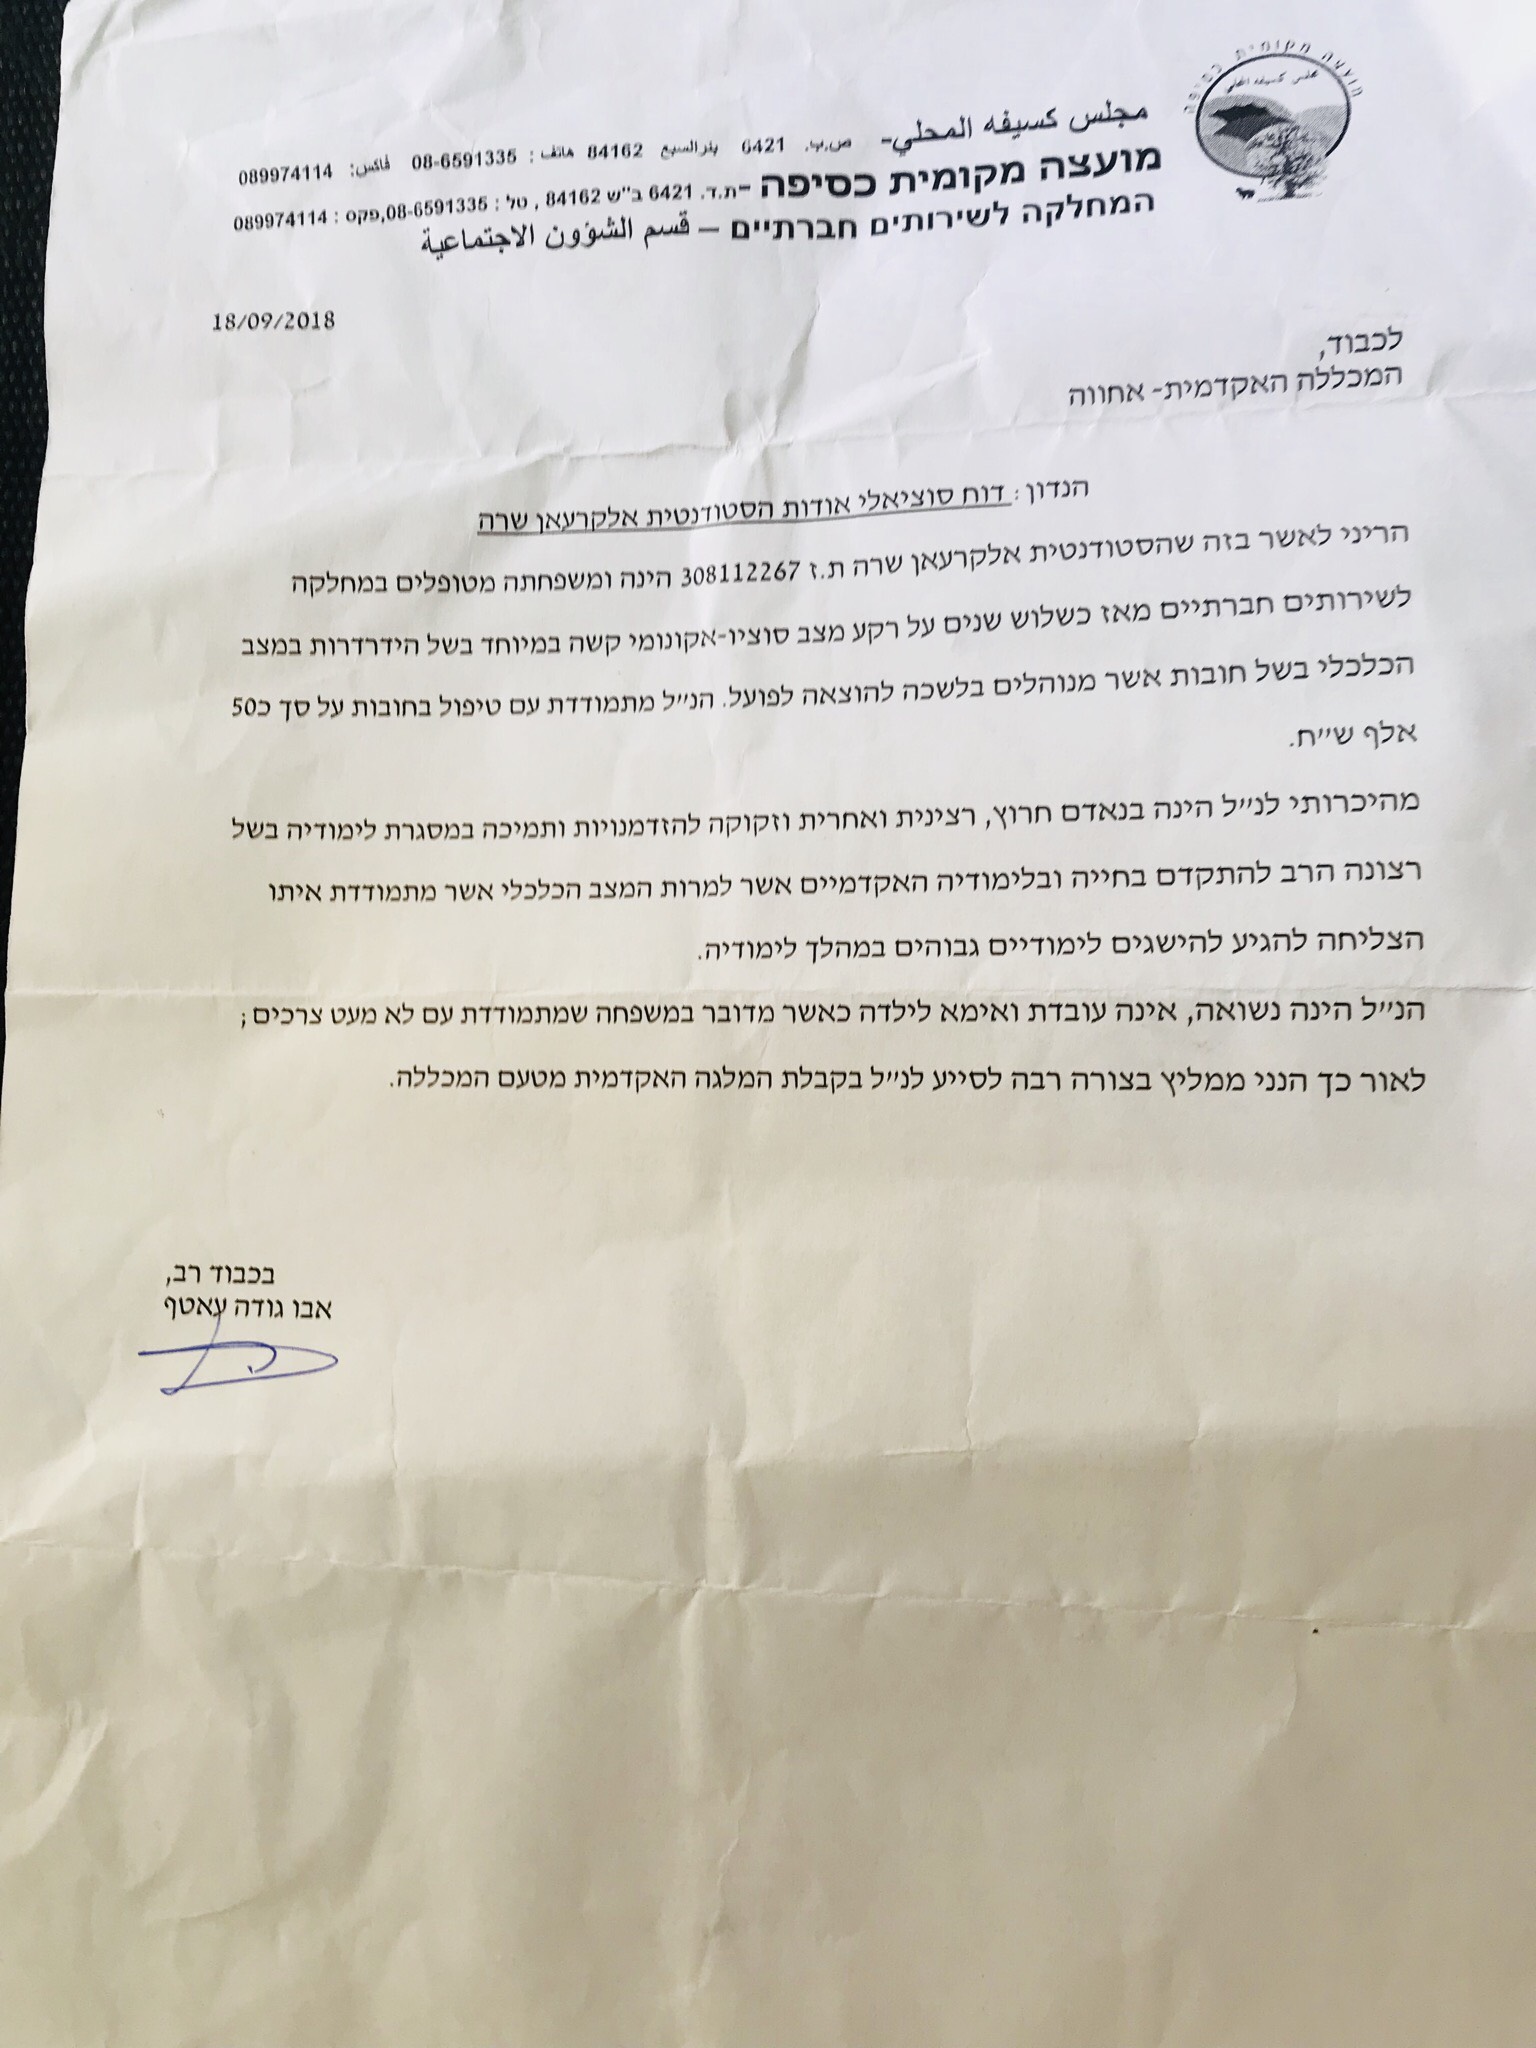 מועצה מקומית כסיפה
مجلس كسيفه المحلي
مجلس كسيفه المحلي- ص.ب. 6421 بئر السبع 84162 هاتف : 08-6591335 فاكس: 089974114
מועצה מקומית כסיפה -ת.ד. 6421 ב"ש 84162 , טל : 08-6591335,פקס : 089974114
המחלקה לשירותים חברתיים – قسم الشؤون الاجتماعية
18/09/2018
לכבוד,
המכללה האקדמית- אחווה
הנדון : דוח סוציאלי אודות הסטודנטית אלקרעאן שרה
הריני לאשר בזה שהסטודנטית אלקרעאן שרה ת.ז 308112267 הינה ומשפחתה מטופלים במחלקה
לשירותים חברתיים מאז כשלוש שנים על רקע מצב סוציו-אקונומי קשה במיוחד בשל הידרדרות במצב
הכלכלי בשל חובות אשר מנוהלים בלשכה להוצאה לפועל. הנ״ל מתמודדת עם טיפול בחובות על סך כ50
אלף ש״ח.
מהיכרותי לנ״ל הינה בנאדם חרוץ, רצינית ואחרית וזקוקה להזדמנויות ותמיכה במסגרת לימודיה בשל
רצונה הרב להתקדם בחייה ובלימודיה האקדמיים אשר למרות המצב הכלכלי אשר מתמודדת איתו
הצליחה להגיע להישגים לימודיים גבוהים במהלך לימודיה.
הנ״ל הינה נשואה, אינה עובדת ואימא לילדה כאשר מדובר במשפחה שמתמודדת עם לא מעט צרכים ;
לאור כך הנני ממליץ בצורה רבה לסייע לנ״ל בקבלת המלגה האקדמית מטעם המכללה.
בכבוד רב,
אבו גודה עאטף